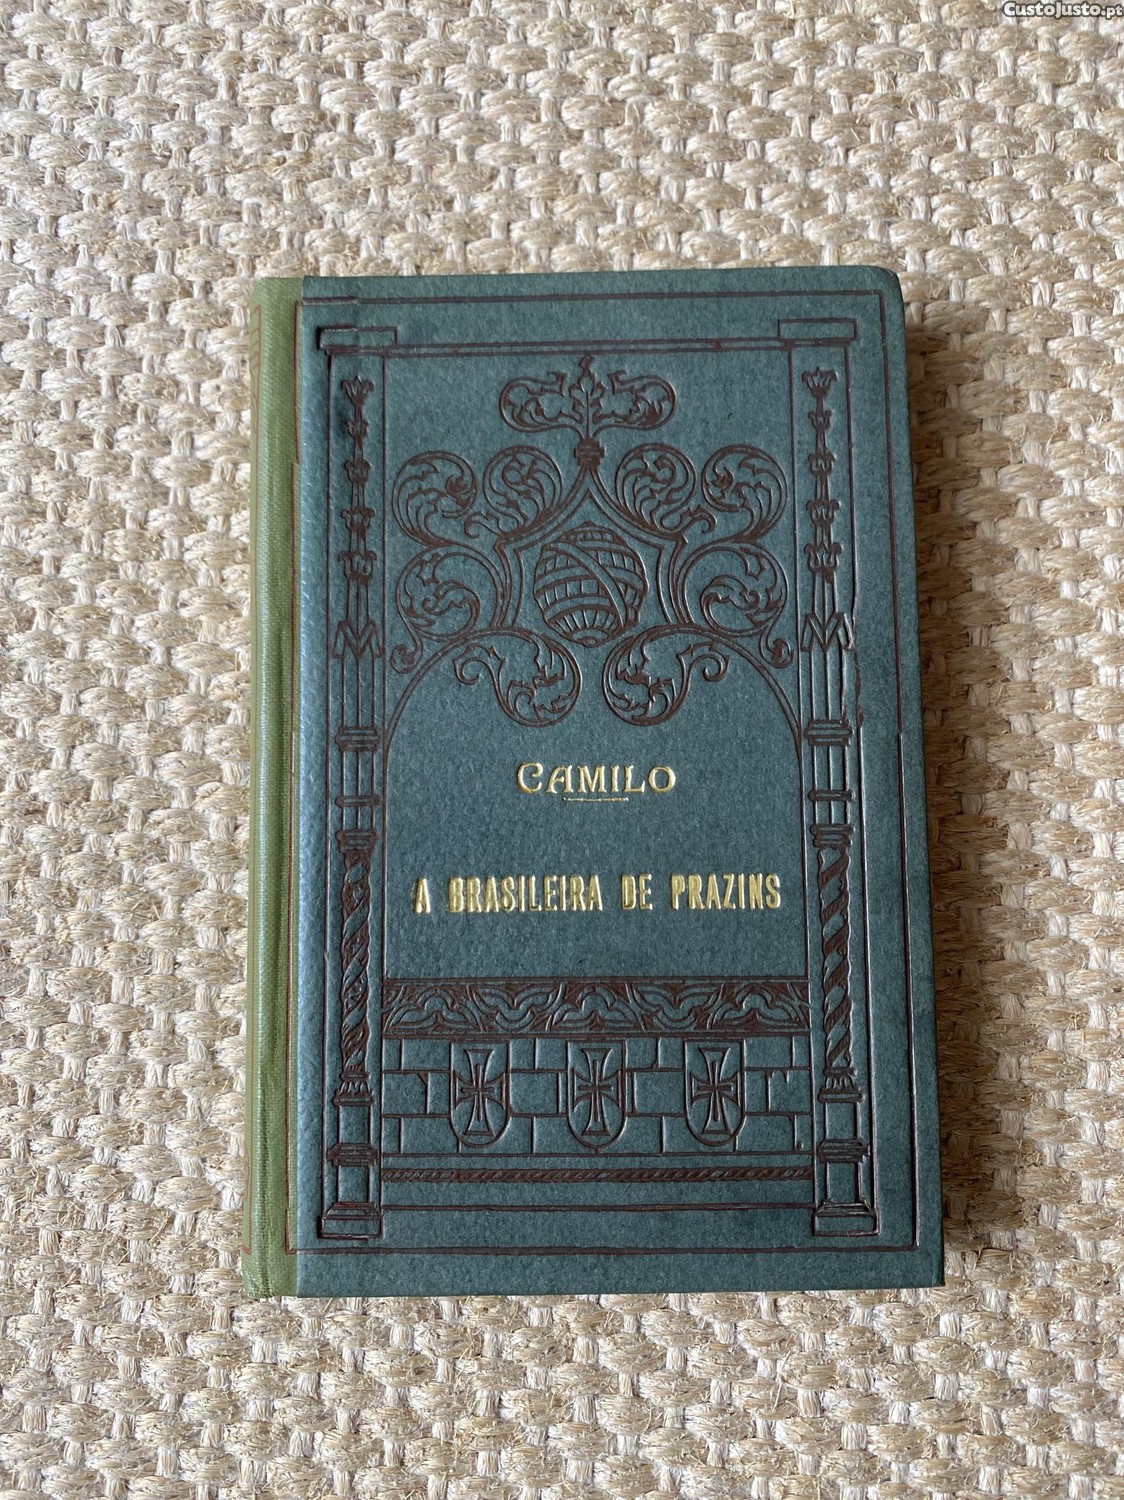 CustoJusto.pt
CAMILO
A BRASILEIRA DE PRAZINS